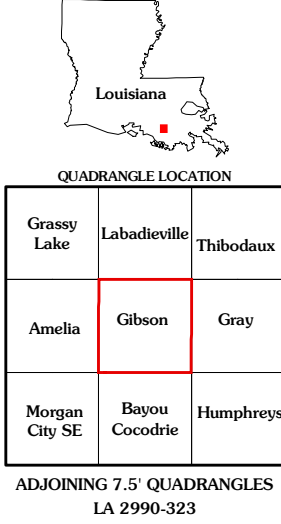 Louisiana
QUADRANGLE LOCATION
Grassy
Lake
Labadieville
Thibodaux
Amelia
Gibson
Gray
Morgan
City SE
Bayou
Cocodrie
Humphreys
ADJOINING 7.5' QUADRANGLES
LA 2990-323